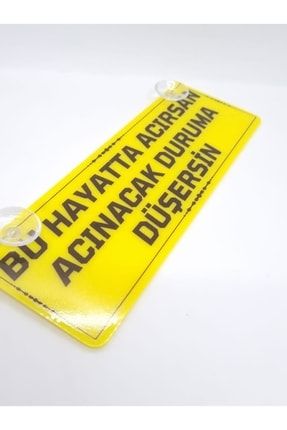 BU HAYATTA ACIRSAN
ACINACAK DURUMA
DÜŞERSİN